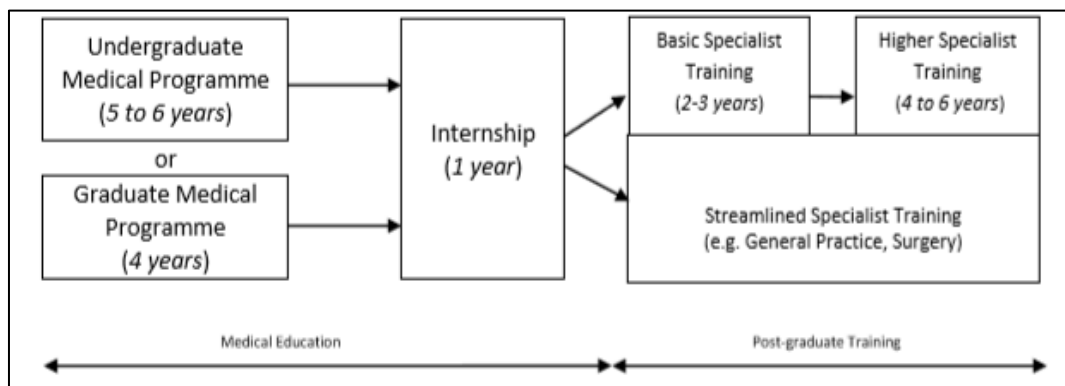 Undergraduate
Medical Programme
(5 to 6 years)
or
Graduate Medical
Programme
(4 years)
Internship
(1 year)
Basic Specialist
Training
(2-3 years)
Higher Specialist
Training
(4 to 6 years)
Streamlined Specialist Training
(e.g. General Practice, Surgery)
Medical Education
Post-graduate Training